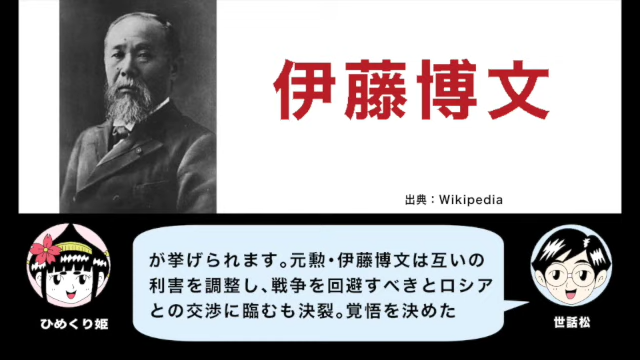 伊藤博文
出典：Wikipedia
が挙げられます。元勲・伊藤博文は互いの
利害を調整し、戦争を回避すべきとロシア
との交渉に臨むも決裂。覚悟を決めた
ひめくり姫
世話松